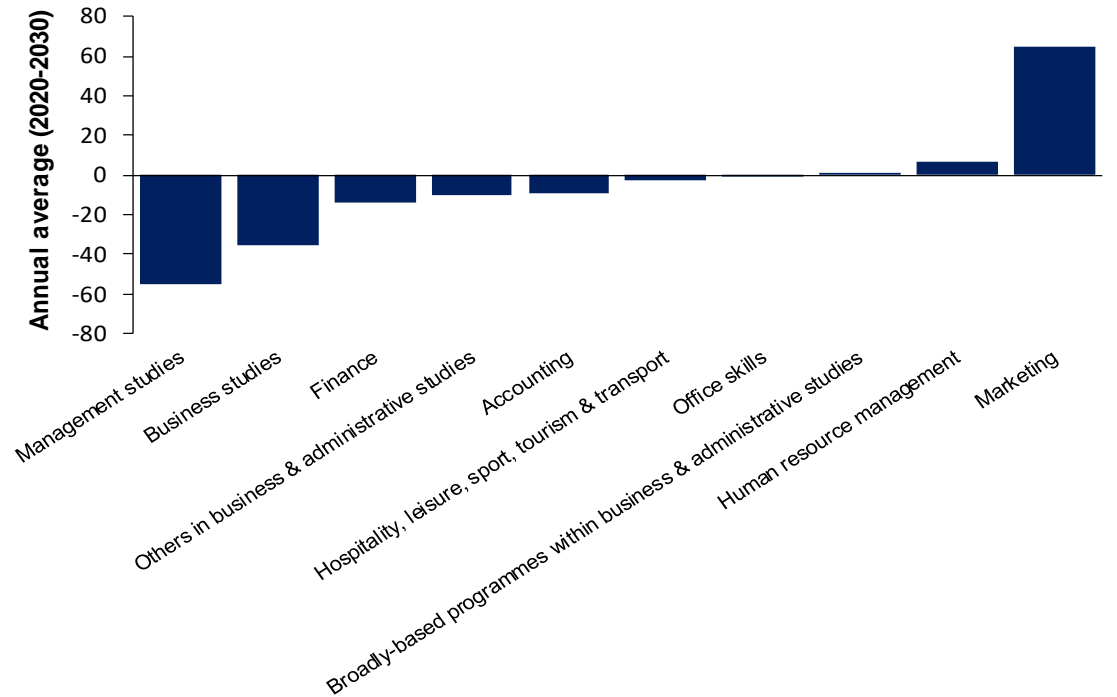 Annual average (2020-2030)
80
60
40
20
0
-20
-40
-60
-80
Management studies
Business studies
Finance
Others in business & administrative studies
Accounting
Hospitality, leisure, sport, tourism & transport
Office skills
Broadly-based programmes within business & administrative studies
Human resource management
Marketing